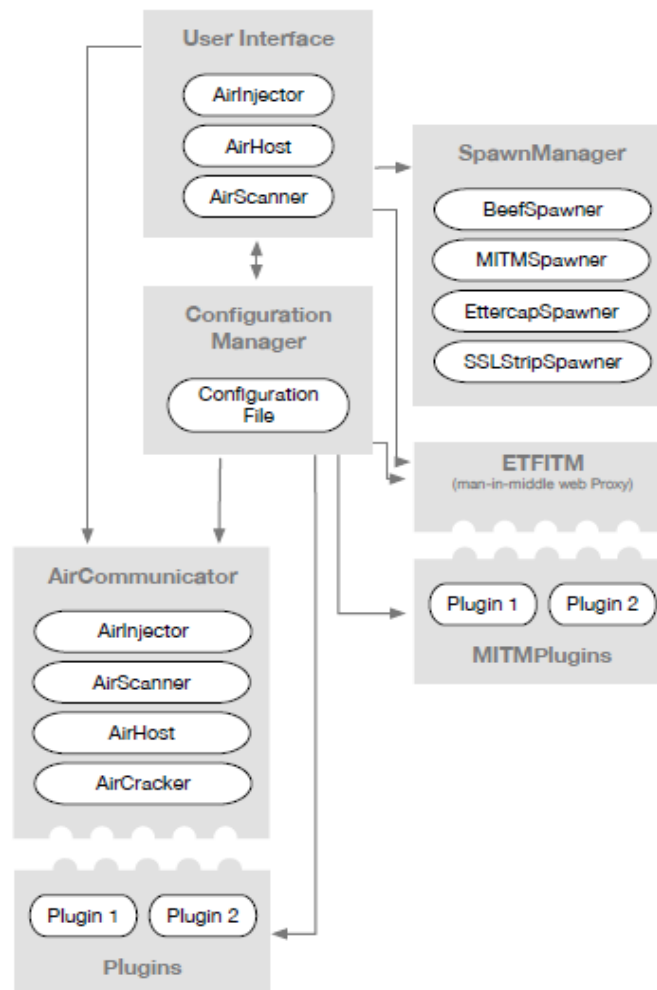 User Interface
AirInjector
AirHost
AirScanner
SpawnManager
BeefSpawner
MITMSpawner
EttercapSpawner
SSLStripSpawner
Configuration
Manager
Configuration
File
ETFITM
(man-in-middle web Proxy)
Plugin 1
Plugin 2
MITMPlugins
AirCommunicator
AirInjector
AirScanner
AirHost
AirCracker
Plugin 1
Plugin 2
Plugins